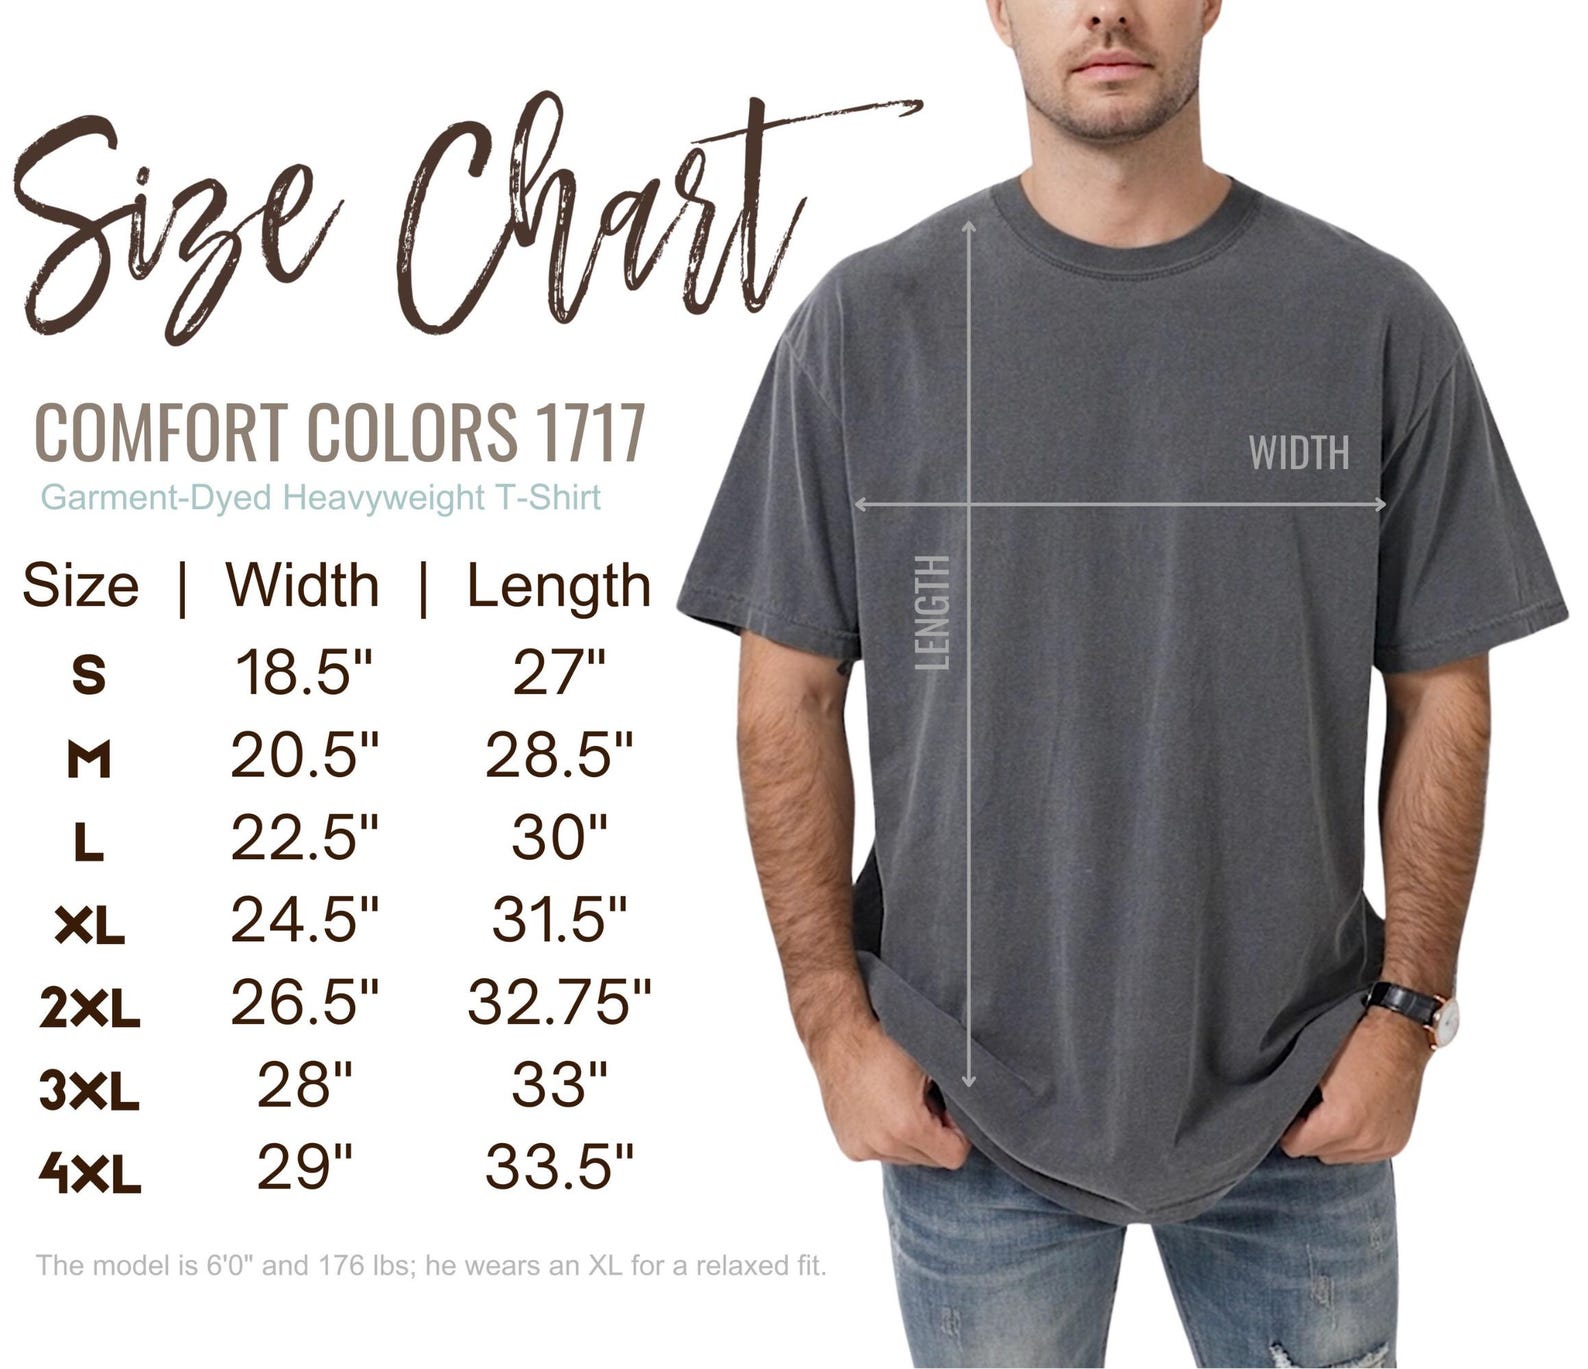 Size Chart
COMFORT COLORS 1717
Garment-Dyed Heavyweight T-Shirt
Size | Width | Length
S 18.5" 27"
M 20.5" 28.5"
L 22.5" 30"
XL 24.5" 31.5"
2XL 26.5" 32.75"
3XL 28" 33"
4XL 29" 33.5"
The model is 6'0" and 176 lbs; he wears an XL for a relaxed fit.
WIDTH
LENGTH